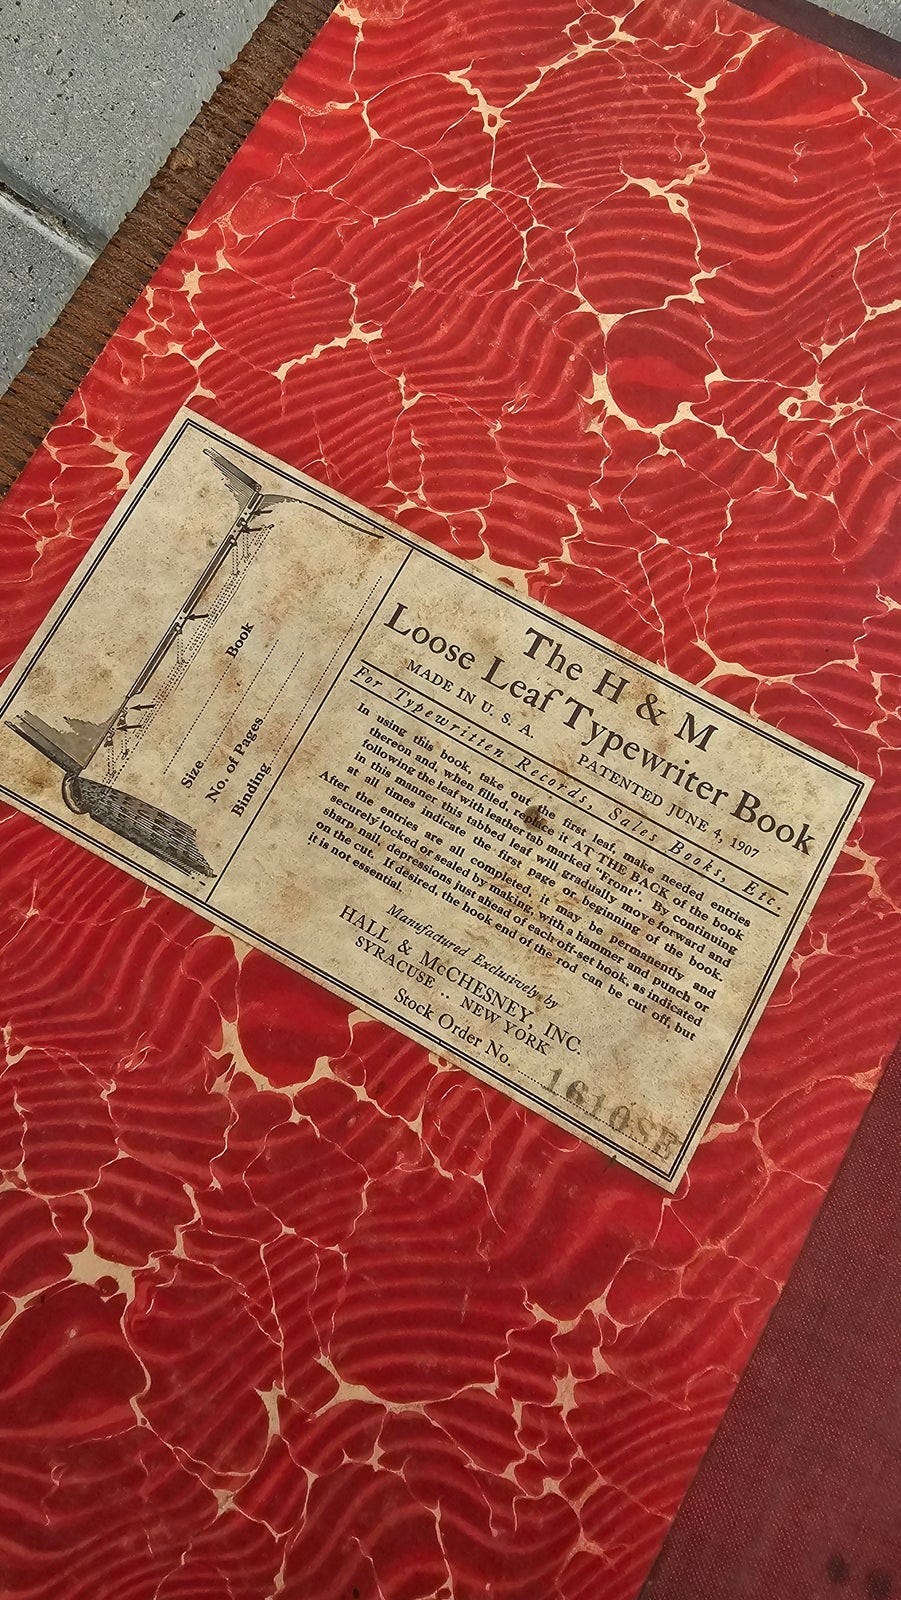 Book
Size
No. of Pages
Binding
The H & M
Loose Leaf Typewriter Book
MADE IN U. S. A. PATENTED JUNE 4, 1907
For Typewritten Records, Sales Books, Etc.
In using this book, take out the first leaf, make needed entries
thereon and, when filled, replace it AT THE BACK of the book
following the leaf with leather tab marked "Front". By continuing
in this manner this tabbed leaf will gradually move forward and
at all times indicate the first page or beginning of the book.
After the entries are all completed, it may be permanently and
securely locked or sealed by making, with a hammer and punch or
sharp nail, depressions just ahead of each off-set hook, as indicated
on the cut. If desired, the book end of the rod can be cut off, but
it is not essential.
Manufactured Exclusively by
HALL & McCHESNEY, INC.
SYRACUSE .. NEW YORK
Stock Order No. 1610SE